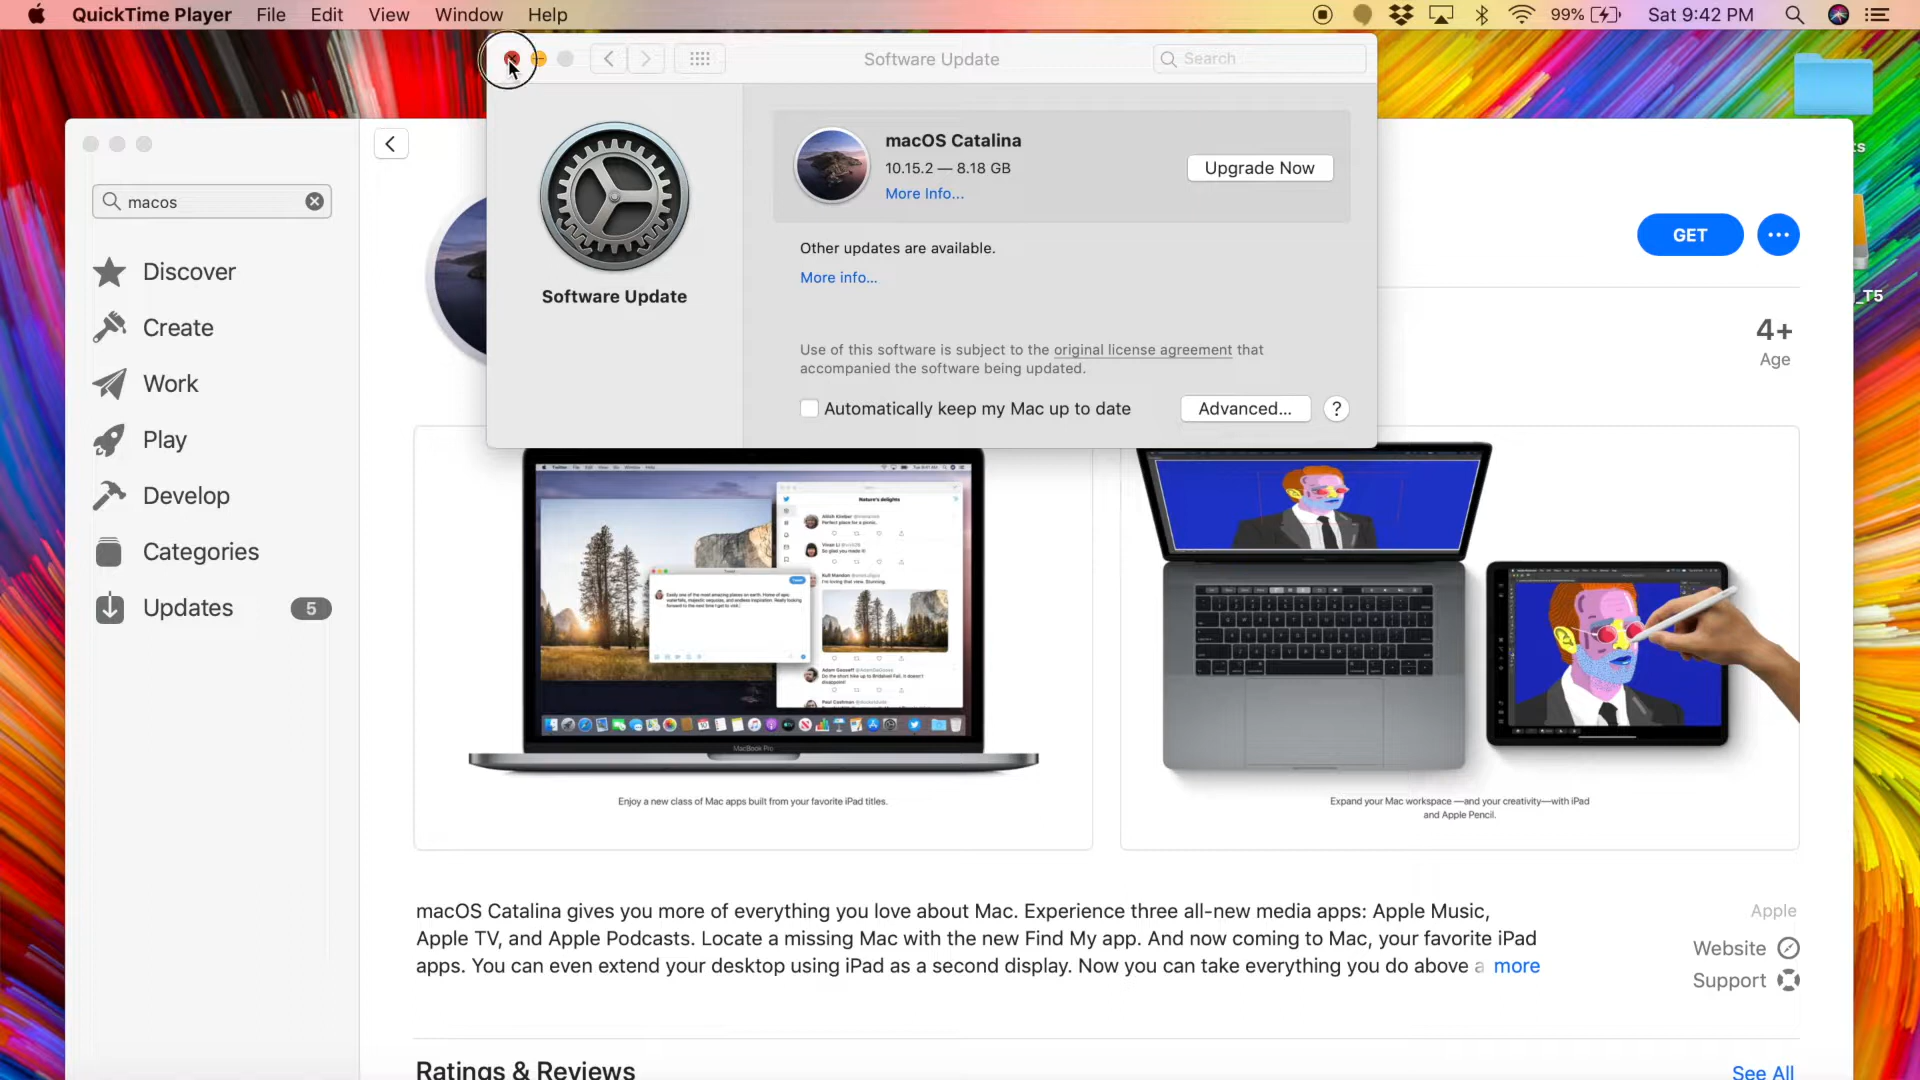 QuickTime Player File Edit View Window Help 99% Sat 9:42 PM
Software Update
Search
macOS Catalina
10.15.2 — 8.18 GB
More Info...
Upgrade Now
Other updates are available.
More info...
Software Update
Use of this software is subject to the original license agreement that
accompanied the software being updated.
Automatically keep my Mac up to date
Advanced...
?
macos
Discover
Create
Work
Play
Develop
Categories
Updates 5
GET
ts
_T5
4+
Age
Nature's delights
MacBook Pro
Enjoy a new class of Mac apps built from your favorite iPad titles.
Expand your Mac workspace —and your creativity—with iPad
and Apple Pencil.
macOS Catalina gives you more of everything you love about Mac. Experience three all-new media apps: Apple Music,
Apple TV, and Apple Podcasts. Locate a missing Mac with the new Find My app. And now coming to Mac, your favorite iPad
apps. You can even extend your desktop using iPad as a second display. Now you can take everything you do above a more
Apple
Website
Support
Ratings & Reviews
See All